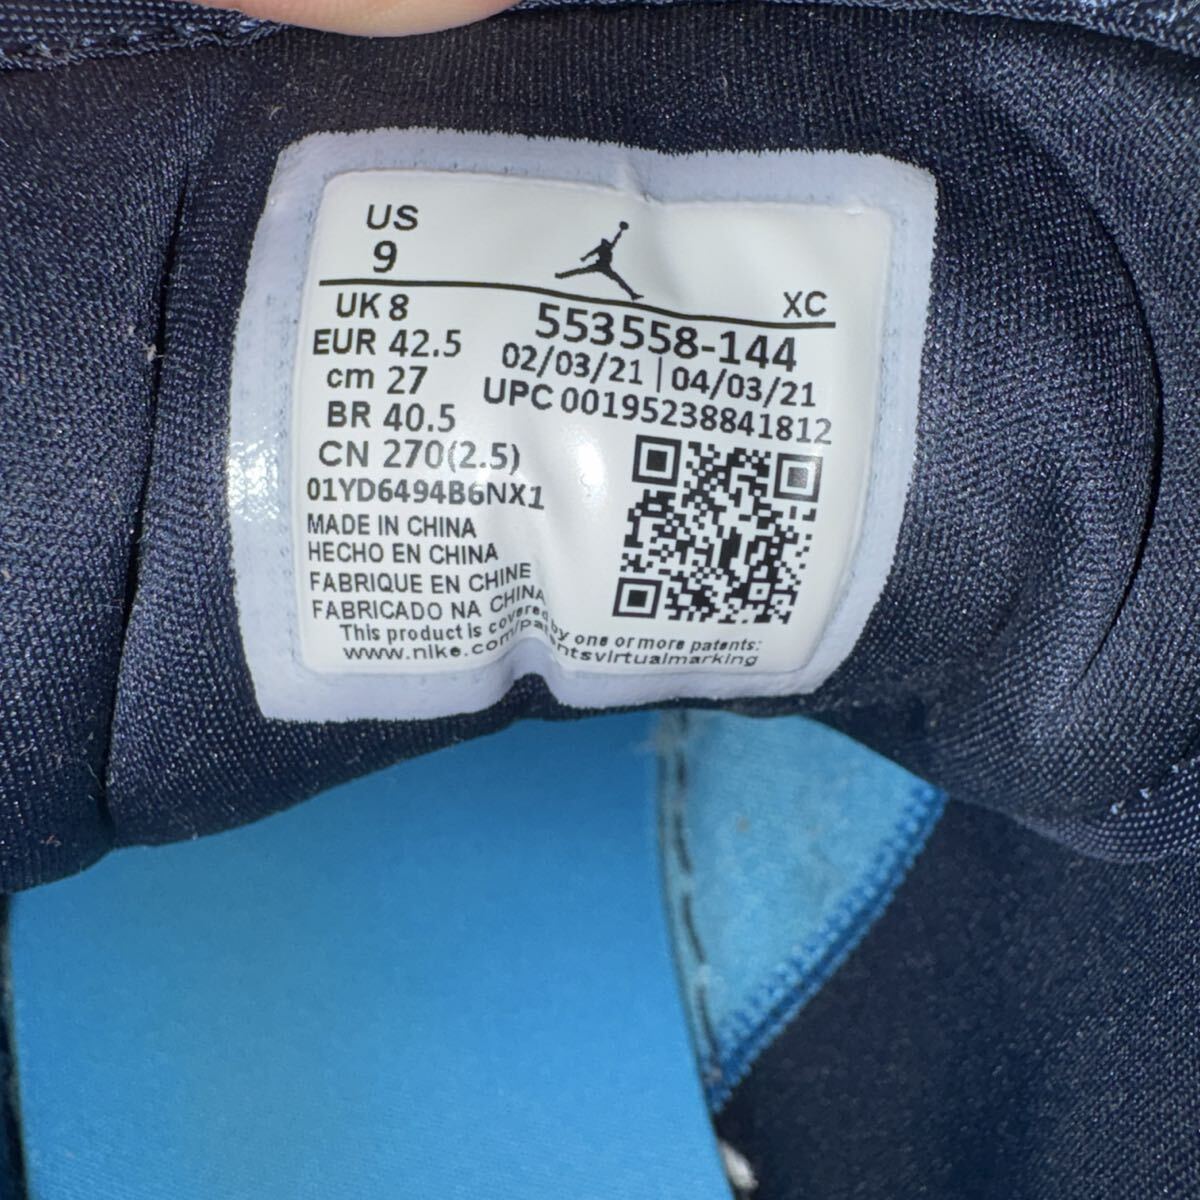 US
9
XC
UK 8
EUR 42.5
cm 27
BR 40.5
CN 270(2.5)
01YD6494B6NX1
553558-144
02/03/21 | 04/03/21
UPC 00195238841812
MADE IN CHINA
HECHO EN CHINA
FABRIQUE EN CHINE
FABRICADO NA CHINA
This product is covered by one or more patents:
www.nike.com/patentsvirtualmarking